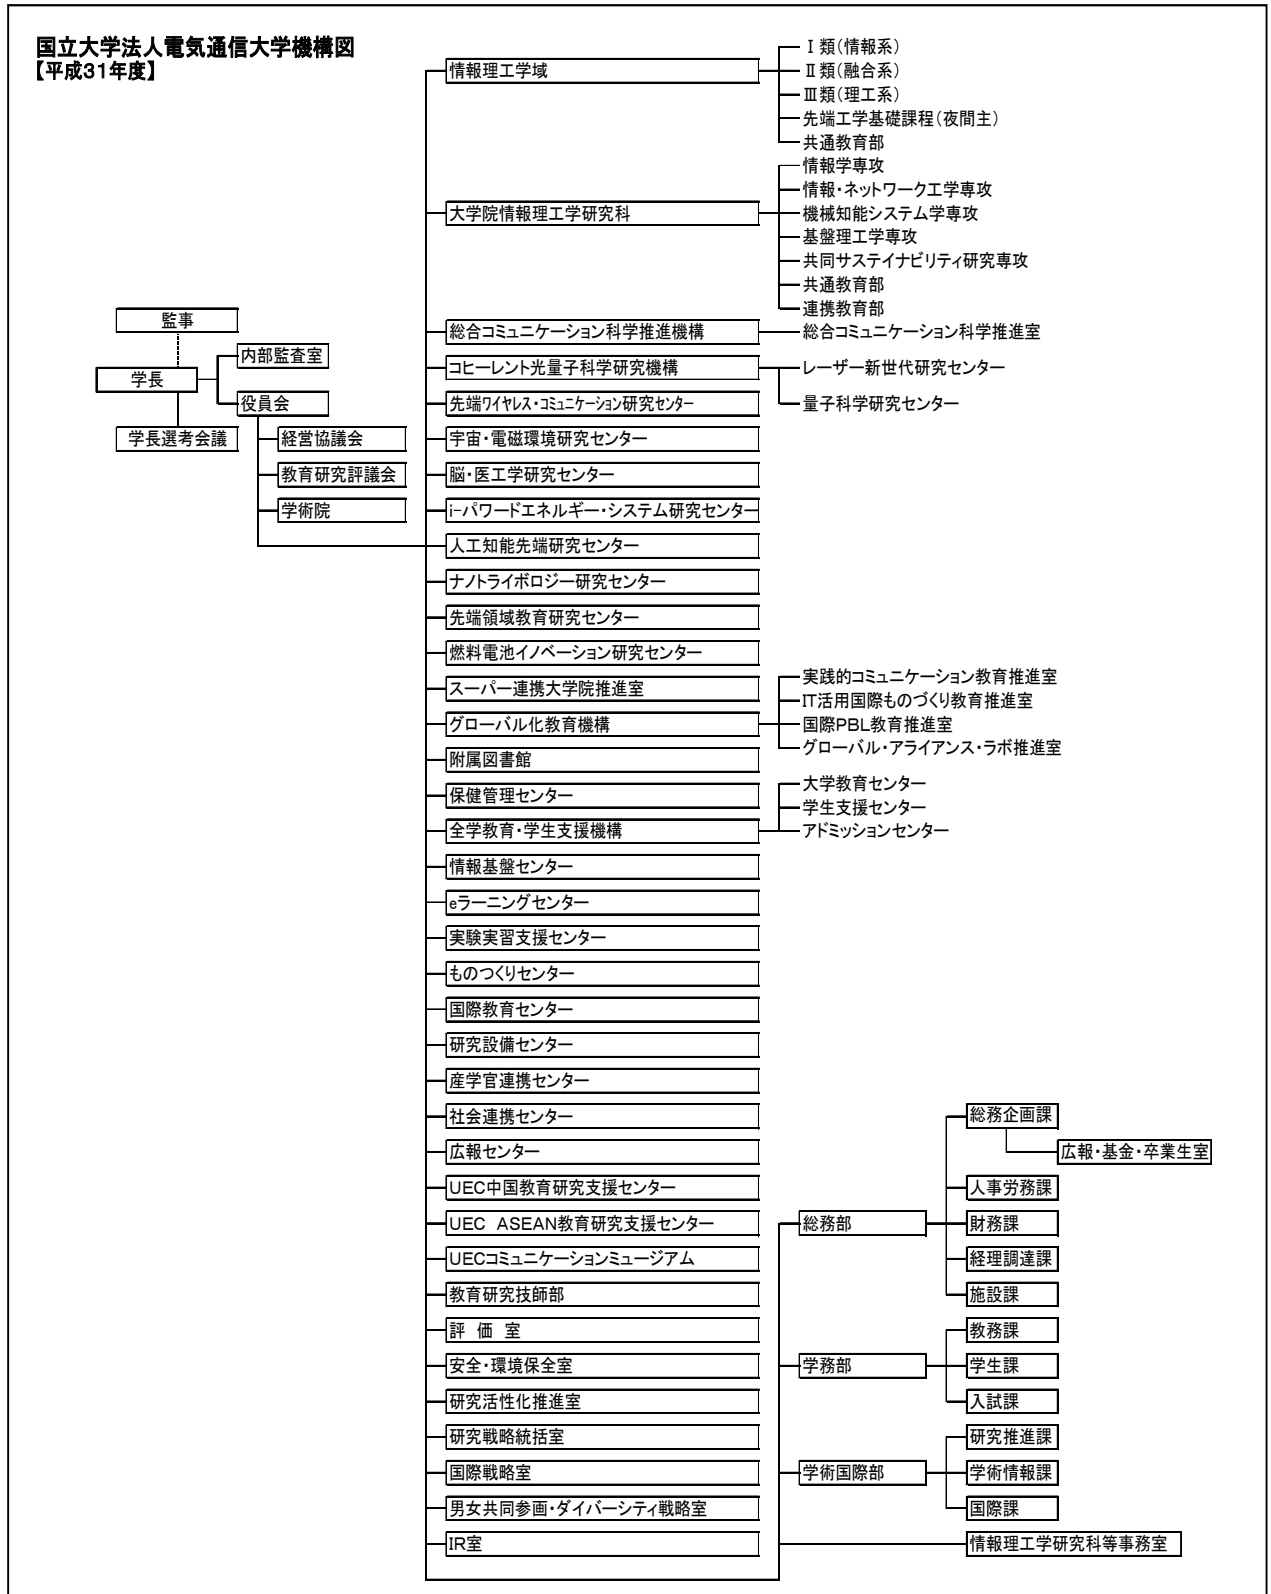 国立大学法人電気通信大学機構図
【平成31年度】
監事
学長
学長選考会議
内部監査室
役員会
経営協議会
教育研究評議会
学術院
情報理工学域
Ⅰ類(情報系)
Ⅱ類(融合系)
Ⅲ類(理工系)
先端工学基礎課程(夜間主)
共通教育部
大学院情報理工学研究科
情報学専攻
情報・ネットワーク工学専攻
機械知能システム学専攻
基盤理工学専攻
共同サステイナビリティ研究専攻
共通教育部
連携教育部
総合コミュニケーション科学推進機構
総合コミュニケーション科学推進室
コヒーレント光量子科学研究機構
レーザー新世代研究センター
量子科学研究センター
先端ワイヤレス・コミュニケーション研究センター
宇宙・電磁環境研究センター
脳・医工学研究センター
i-パワードエネルギー・システム研究センター
人工知能先端研究センター
ナノトライボロジー研究センター
先端領域教育研究センター
燃料電池イノベーション研究センター
スーパー連携大学院推進室
グローバル化教育機構
実践的コミュニケーション教育推進室
IT活用国際ものづくり教育推進室
国際PBL教育推進室
グローバル・アライアンス・ラボ推進室
附属図書館
保健管理センター
全学教育・学生支援機構
大学教育センター
学生支援センター
アドミッションセンター
情報基盤センター
eラーニングセンター
実験実習支援センター
ものつくりセンター
国際教育センター
研究設備センター
産学官連携センター
社会連携センター
広報センター
UEC中国教育研究支援センター
UEC ASEAN教育研究支援センター
UECコミュニケーションミュージアム
教育研究技師部
評 価 室
安全・環境保全室
研究活性化推進室
研究戦略統括室
国際戦略室
男女共同参画・ダイバーシティ戦略室
IR室
総務部
総務企画課
広報・基金・卒業生室
人事労務課
財務課
経理調達課
施設課
学務部
教務課
学生課
入試課
学術国際部
研究推進課
学術情報課
国際課
情報理工学研究科等事務室